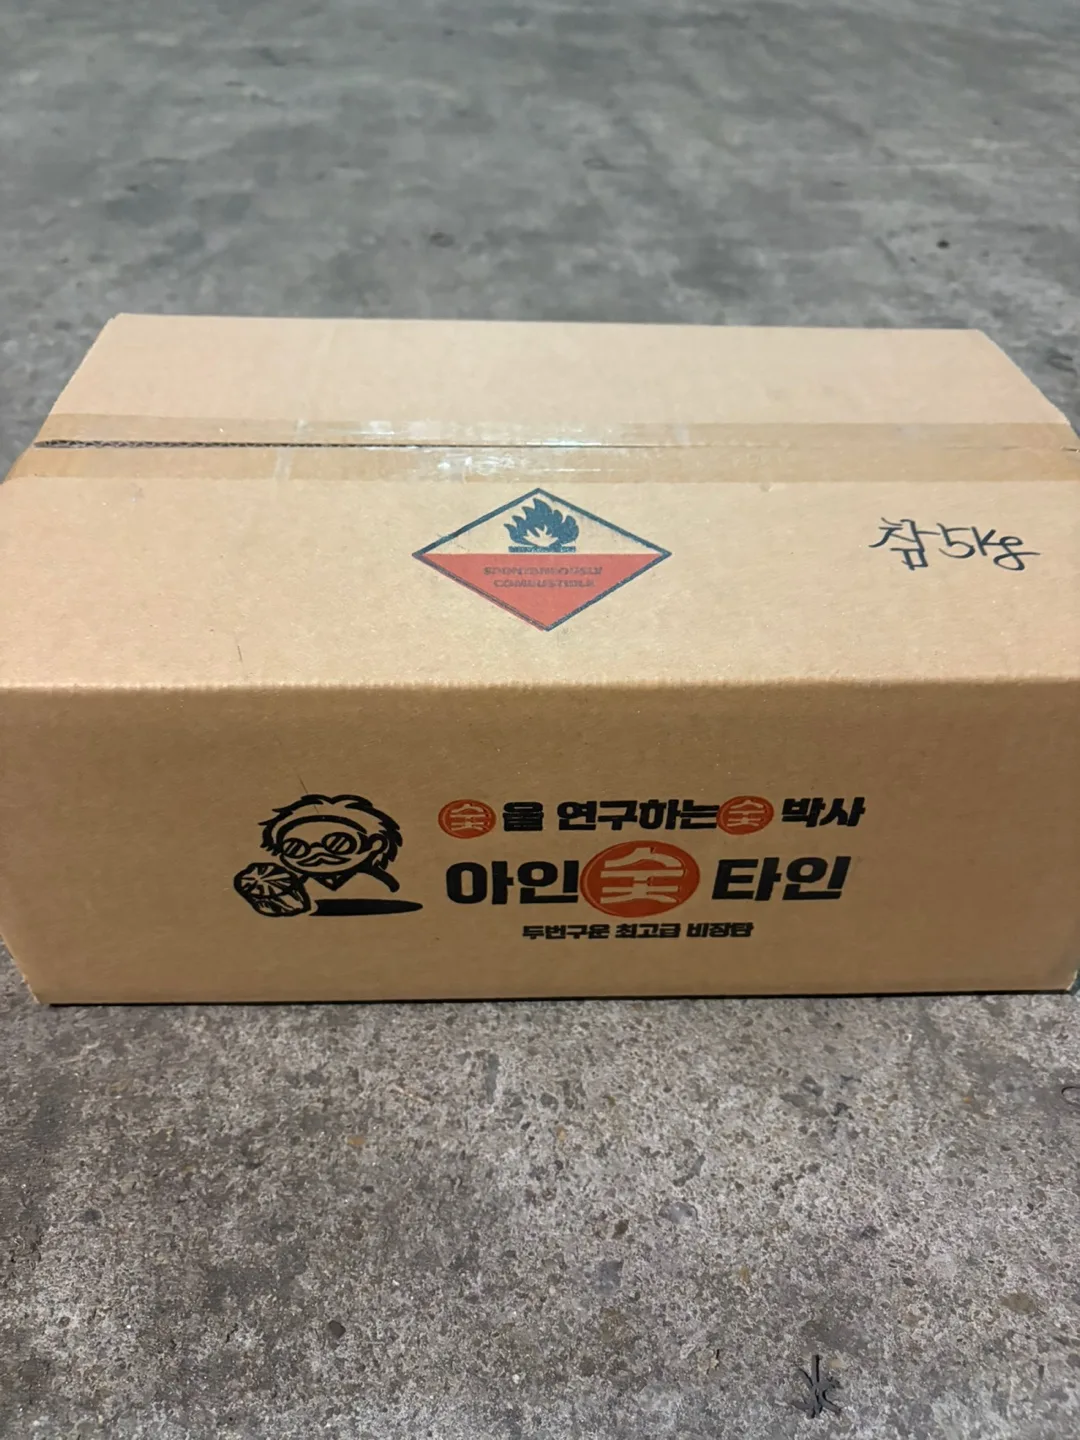 SPONTANEOUSLY
COMBUSTIBLE
참5kg
숯을 연구하는 숯 박사
아인숯타인
두번구운 최고급 비장탄